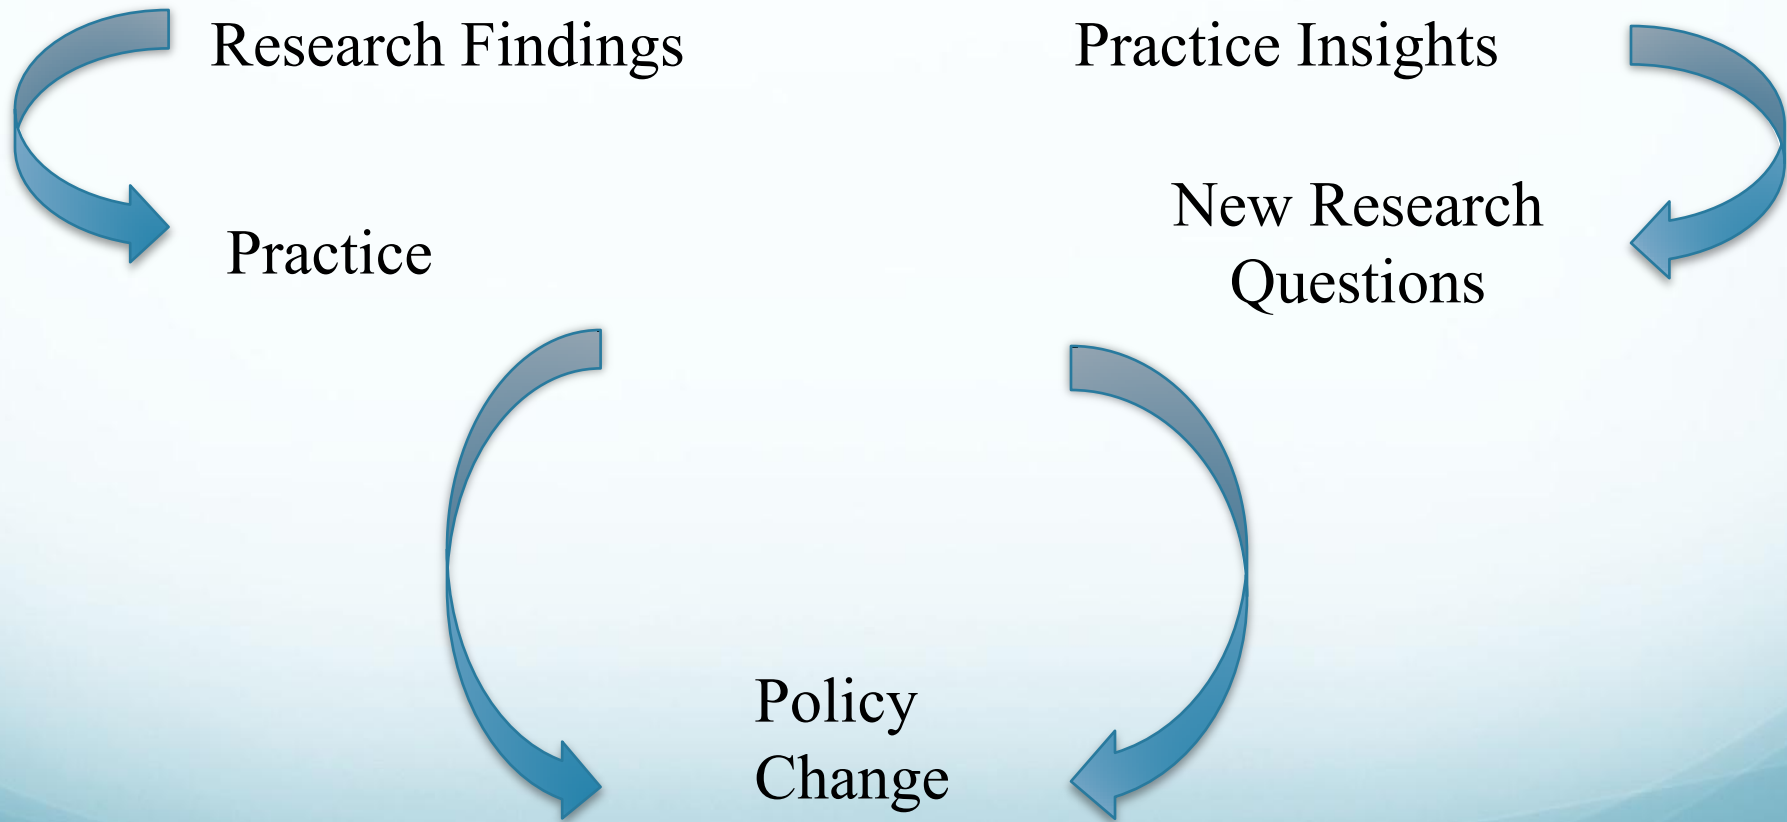 Research Findings
Practice Insights
Practice
New Research
Questions
Policy
Change